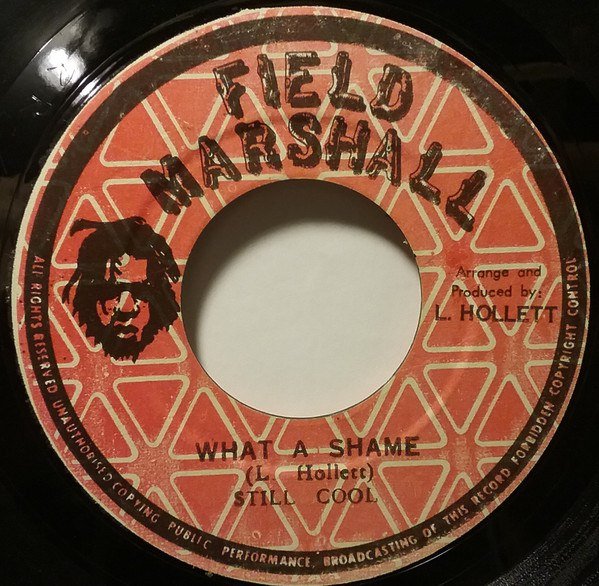 FIELD
MARSHALL
Arrange and
Produced by:
L. HOLLETT
WHAT A SHAME
(L. Hollett)
STILL COOL
ALL RIGHTS RESERVED UNAUTHORISED COPYING PUBLIC PERFORMANCE, BROADCASTING OF THIS RECORD FORBIDDEN COPYRIGHT CONTROL